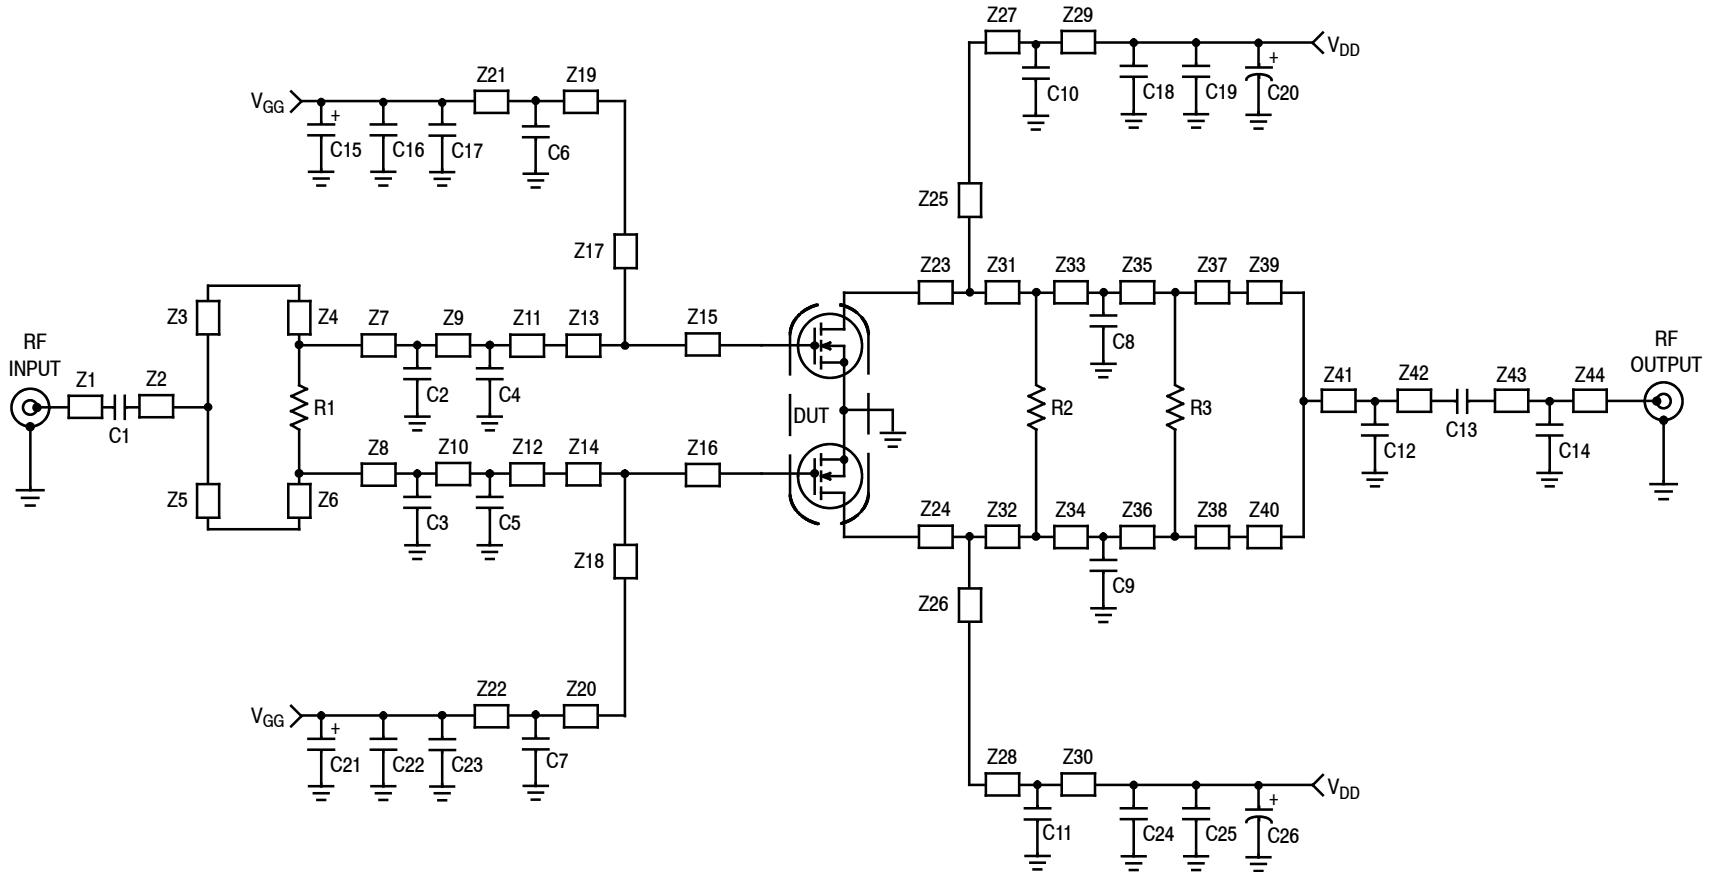 Z27 Z29
V_DD
+
C10 C18 C19 C20
Z21 Z19
V_GG
+
C15 C16 C17 C6
Z25
Z17
Z23 Z31 Z33 Z35 Z37 Z39
Z3 Z4 Z7 Z9 Z11 Z13 Z15
C8
RF
INPUT
RF
OUTPUT
Z1 Z2
C1
R1
C2 C4
DUT
R2 R3
Z41 Z42 Z43 Z44
C12 C13 C14
Z8 Z10 Z12 Z14 Z16
Z5 Z6
C3 C5
Z24 Z32 Z34 Z36 Z38 Z40
Z18
C9
Z26
Z22 Z20
V_GG
+
C21 C22 C23 C7
Z28 Z30
V_DD
+
C11 C24 C25 C26